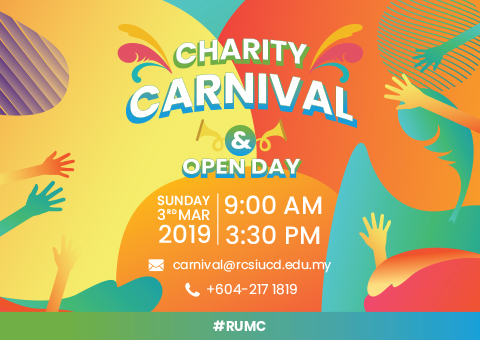 CHARITY
CARNIVAL
&
OPEN DAY
SUNDAY
3RD MAR
2019
9:00 AM
3:30 PM
carnival@rcsiucd.edu.my
+604-217 1819
#RUMC